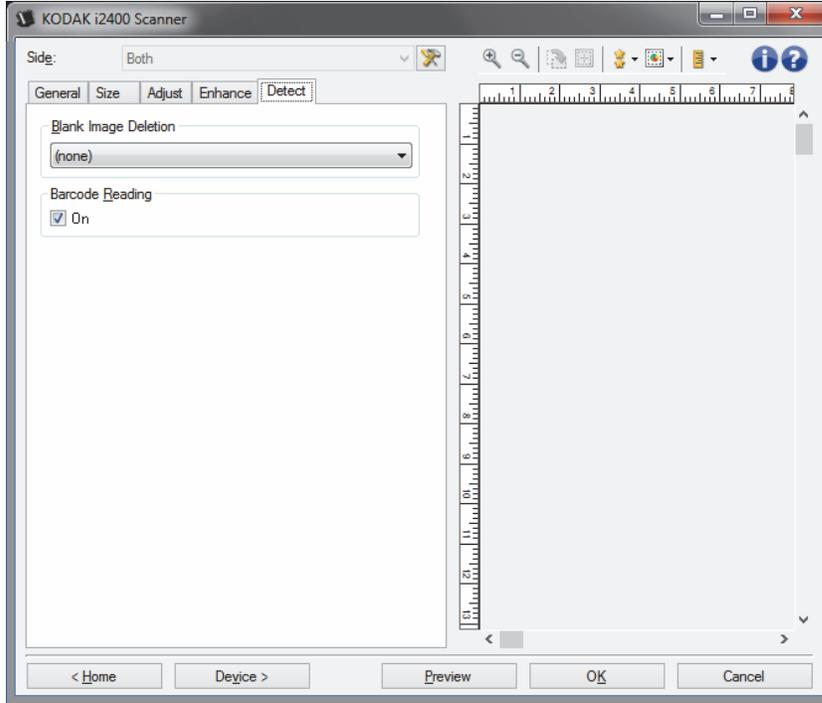 KODAK i2400 Scanner
Side: Both
General Size Adjust Enhance Detect
Blank Image Deletion
(none)
Barcode Reading
On
1 2 3 4 5 6 7 8
1
2
3
4
5
6
7
8
9
10
11
12
13
< Home Device > Preview OK Cancel